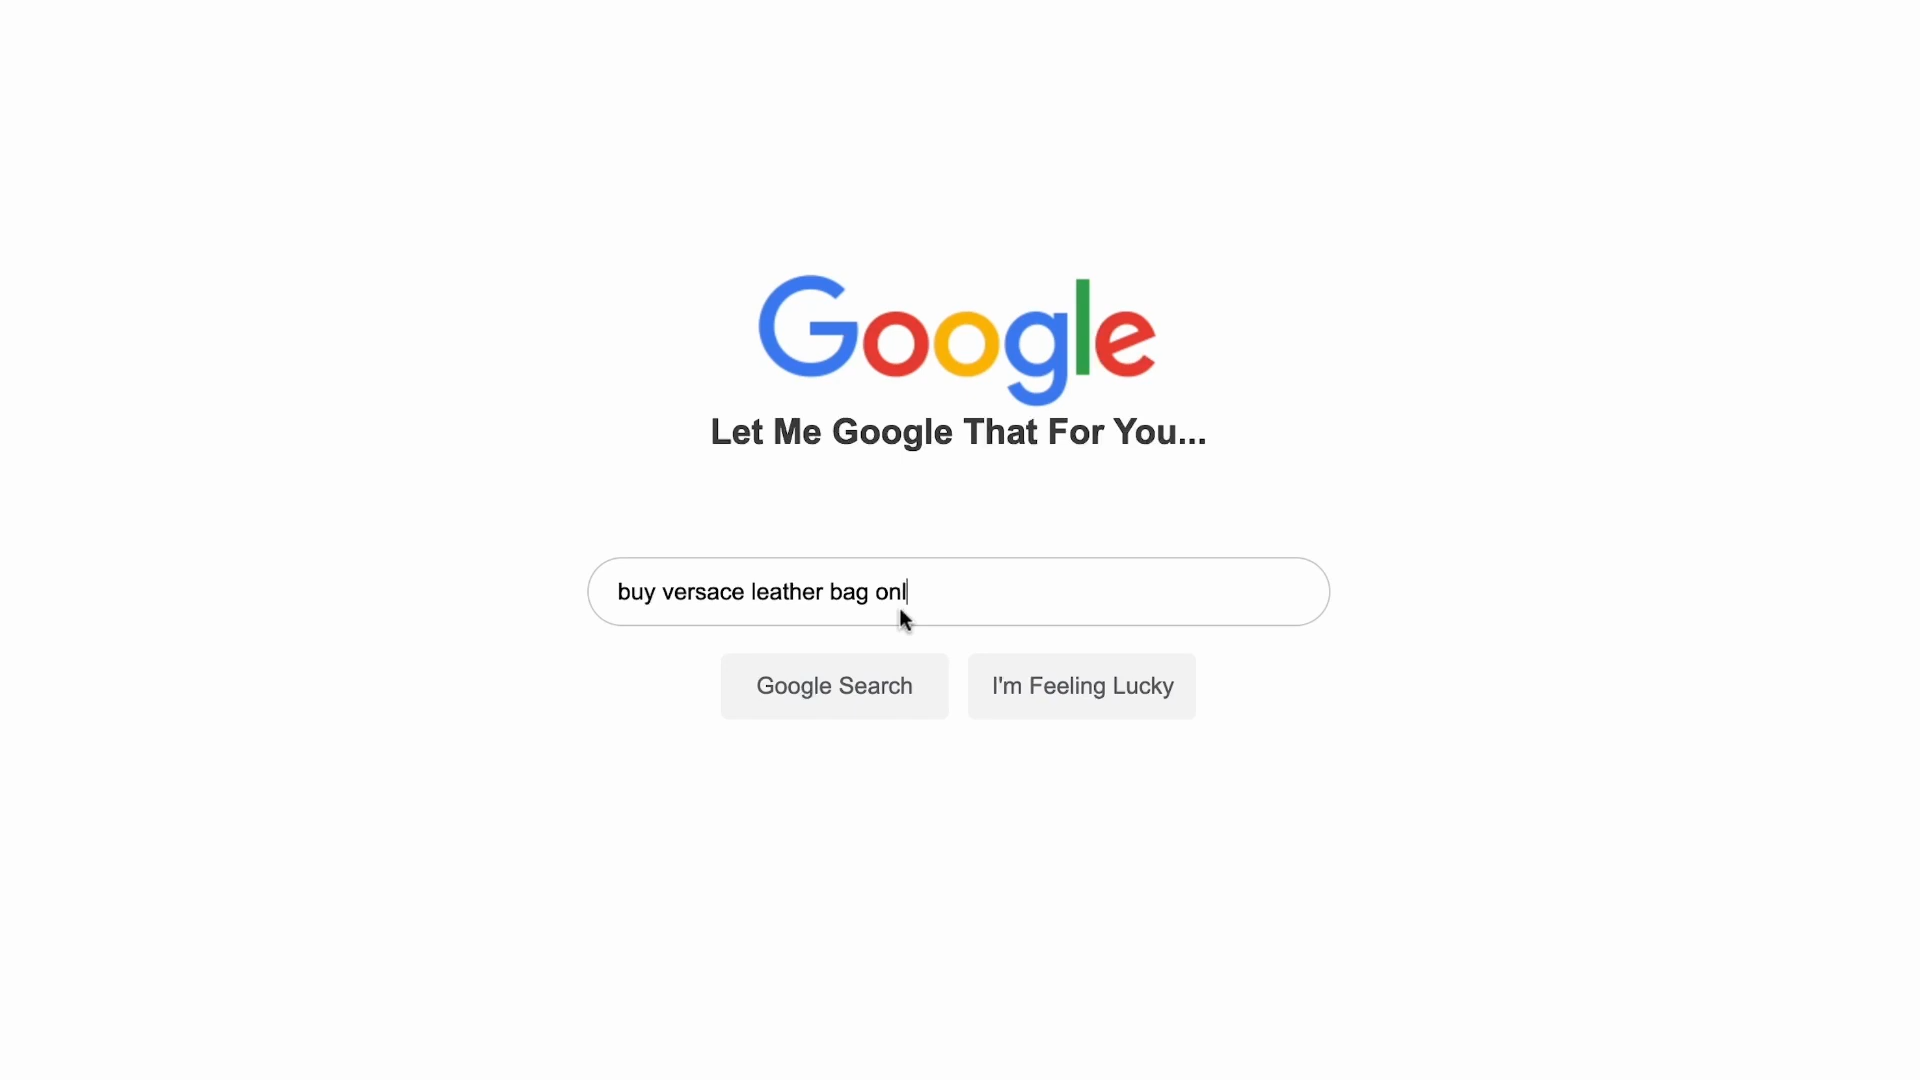 Google
Let Me Google That For You...
buy versace leather bag onl
Google Search
I'm Feeling Lucky